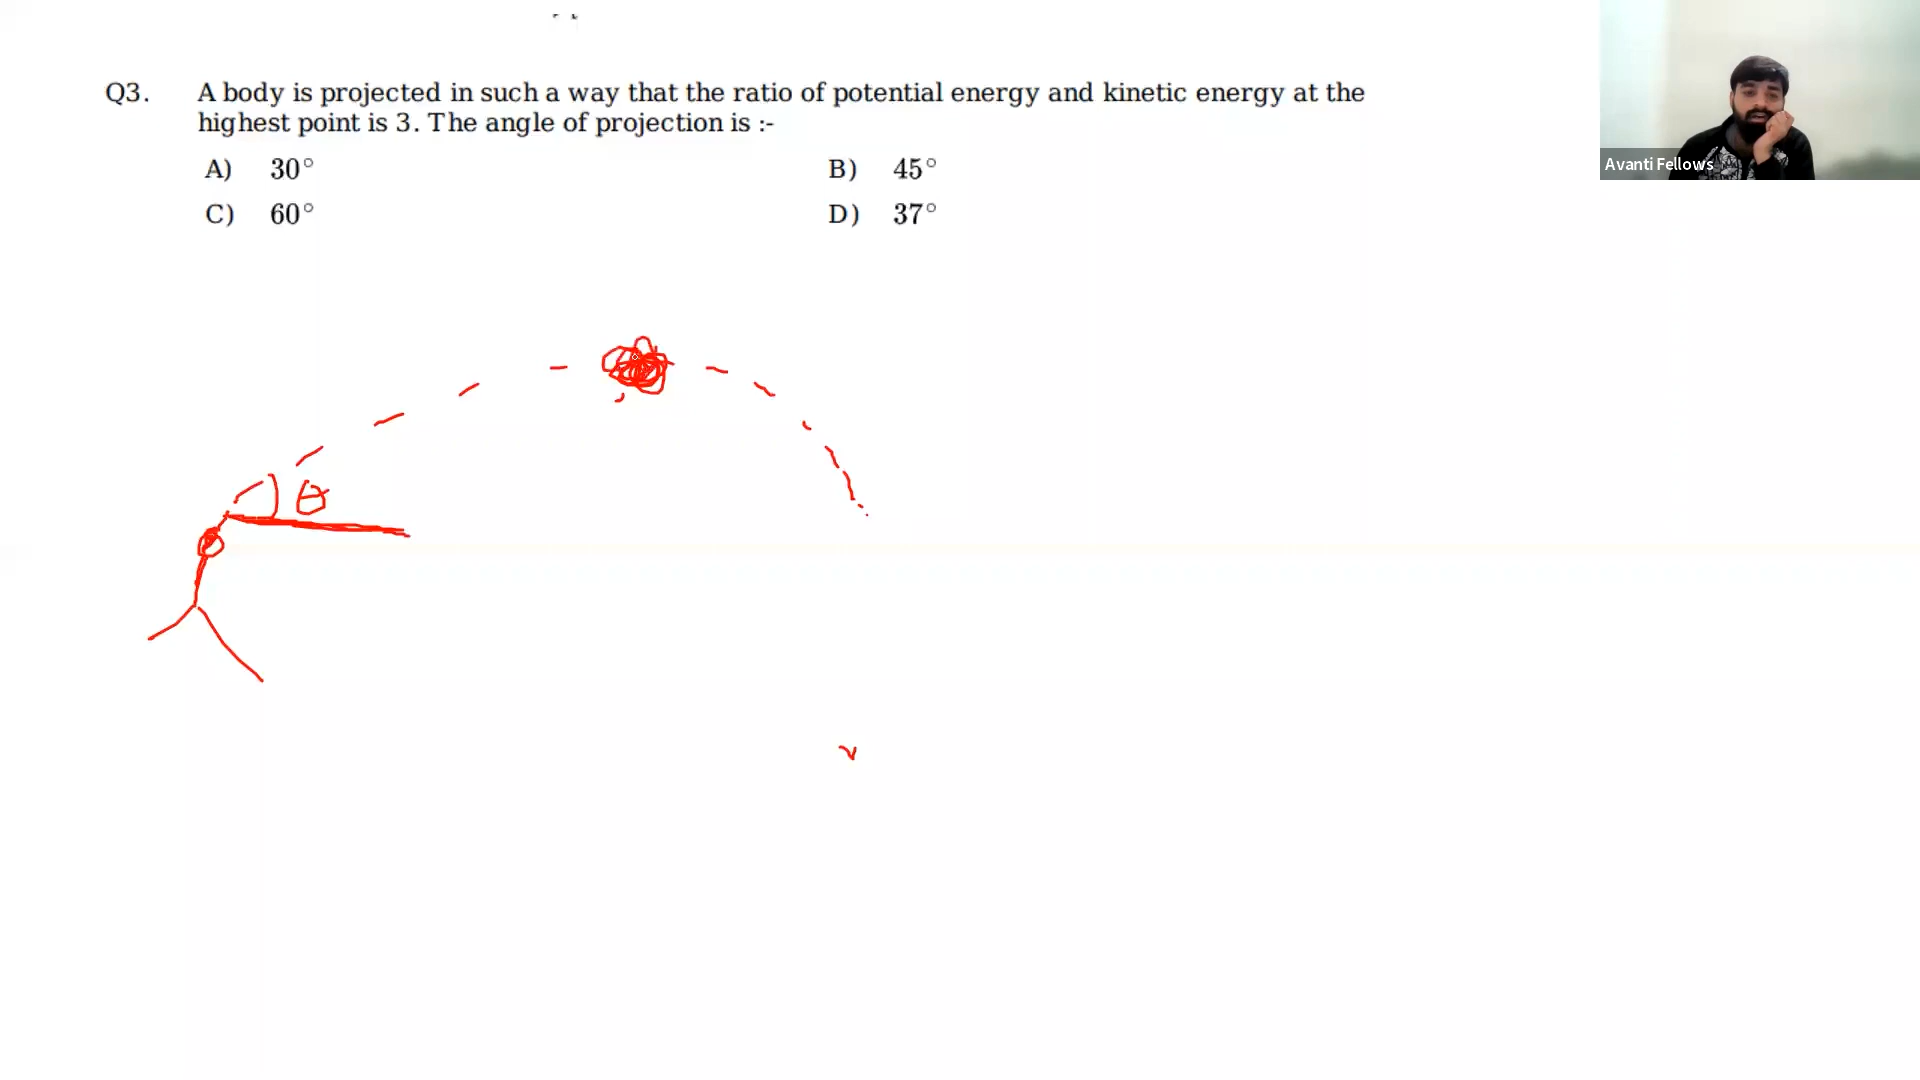 Q3. A body is projected in such a way that the ratio of potential energy and kinetic energy at the
highest point is 3. The angle of projection is :-
A) 30° B) 45°
C) 60° D) 37°
Avanti Fellows
θ